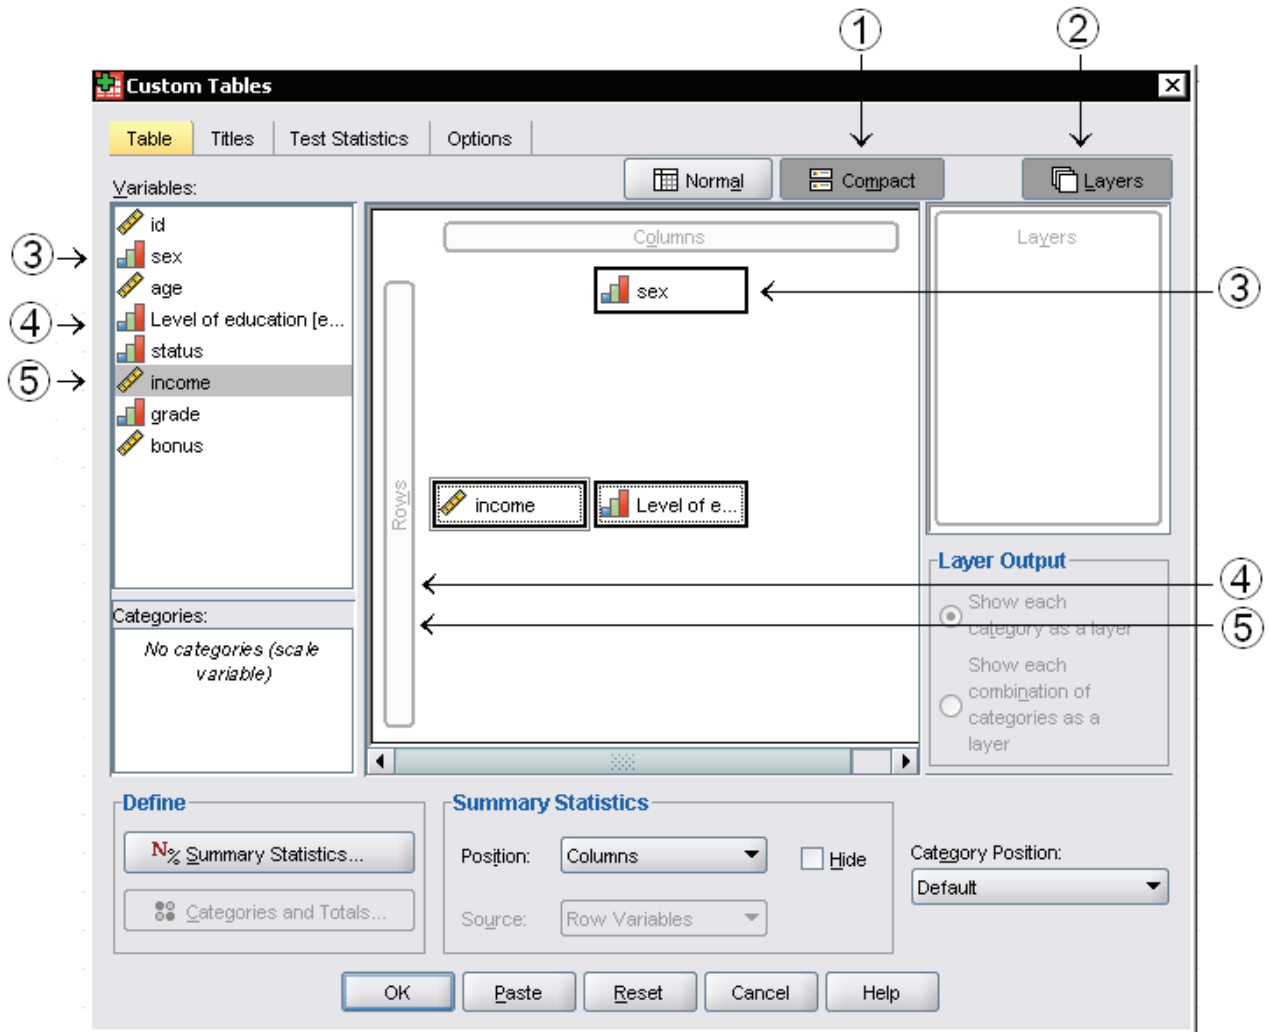 ① ②
Custom Tables
Table Titles Test Statistics Options
Normal Compact Layers
Variables:
id
③ sex
age
④ Level of education [e...
status
⑤ income
grade
bonus
Columns
sex ③
Rows
income Level of e...
④
⑤
Layers
Layer Output
Show each
category as a layer
Show each
combination of
categories as a
layer
Categories:
No categories (scale
variable)
Define
N% Summary Statistics...
Categories and Totals...
Summary Statistics
Position: Columns Hide
Source: Row Variables
Category Position:
Default
OK Paste Reset Cancel Help